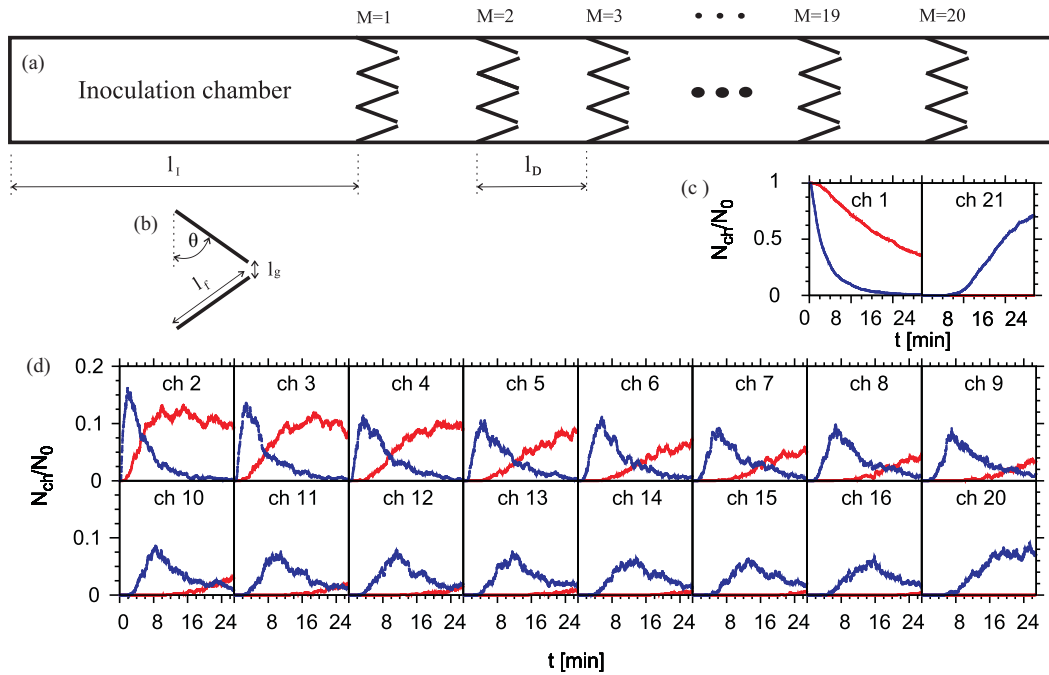 M=1 M=2 M=3 • • • M=19 M=20
(a)
Inoculation chamber
l_I l_D
(b)
θ
l_g
l_f
(c )
N_ch/N_0
1
0.5
0
ch 1 ch 21
0 8 16 24 8 16 24
t [min]
(d)
N_ch/N_0
0.2
0.1
0
ch 2 ch 3 ch 4 ch 5 ch 6 ch 7 ch 8 ch 9
0.1
0
ch 10 ch 11 ch 12 ch 13 ch 14 ch 15 ch 16 ch 20
0 8 16 24 8 16 24 8 16 24 8 16 24 8 16 24 8 16 24 8 16 24 8 16 24
t [min]